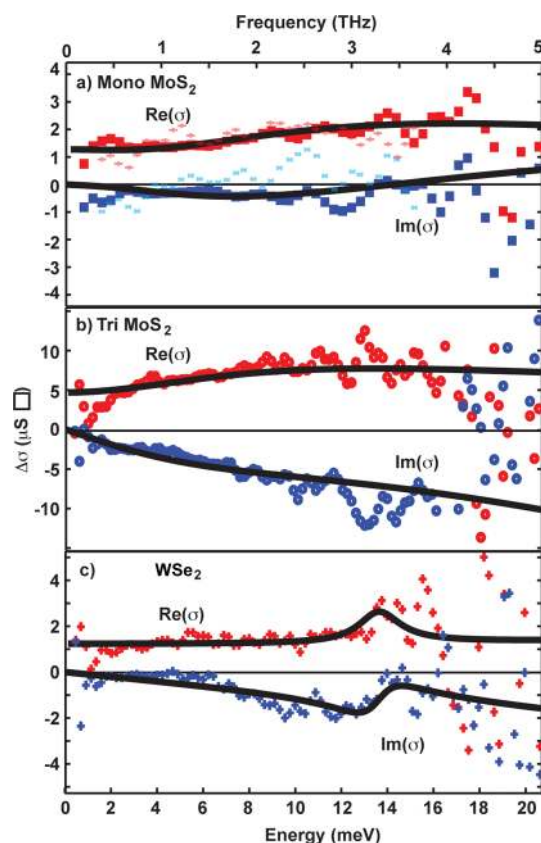 Frequency (THz)
0 1 2 3 4 5
a) Mono MoS₂
Re(σ)
Im(σ)
4
3
2
1
0
-1
-2
-3
-4
b) Tri MoS₂
Re(σ)
Im(σ)
10
5
0
-5
-10
Δσ (μS □)
c) WSe₂
Re(σ)
Im(σ)
4
2
0
-2
-4
0 2 4 6 8 10 12 14 16 18 20
Energy (meV)